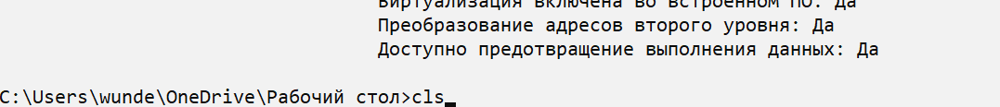 Виртуализация включена во встроенном ПО: Да
Преобразование адресов второго уровня: Да
Доступно предотвращение выполнения данных: Да
C:\Users\wunde\OneDrive\Рабочий стол>cls